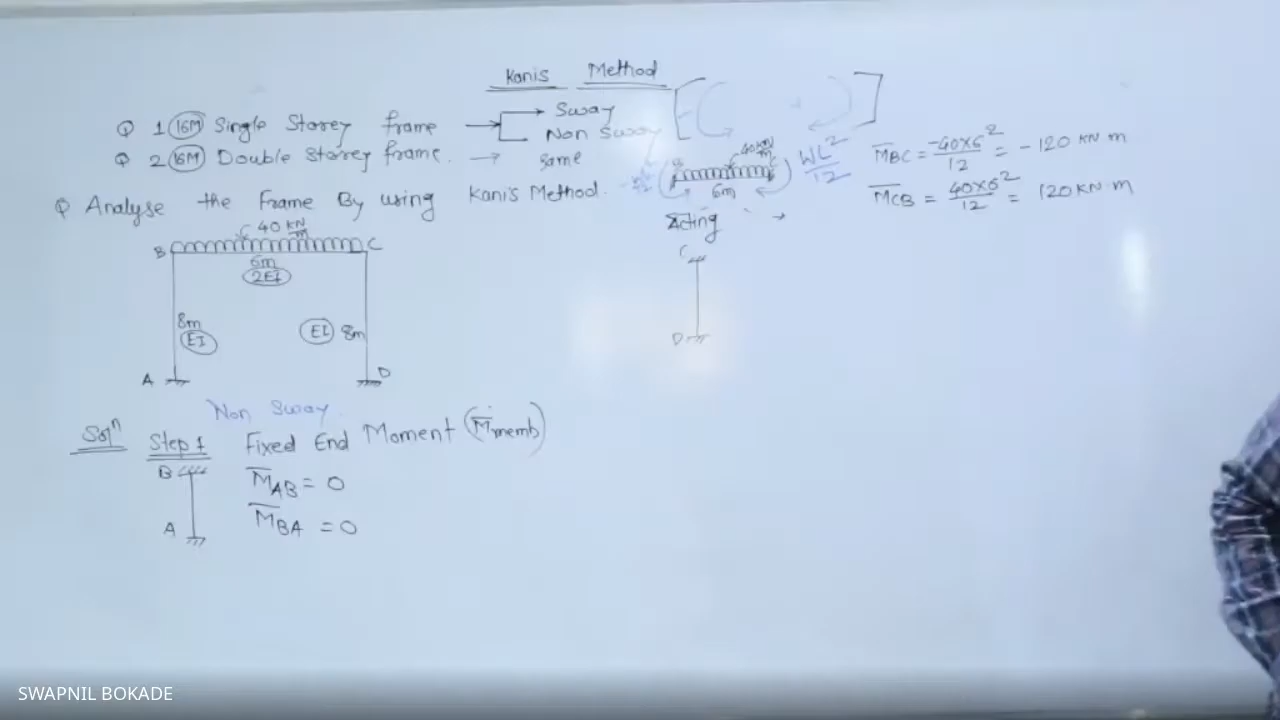 Kanis Method
Q 1 16M Single Storey frame → Sway
Non Sway
Q 2 16M Double Storey frame. → same
Q Analyse the Frame By using Kanis Method.
40 KN/m
B C
6m
2EI
8m
EI
EI 8m
A D
Non Sway
Solⁿ Step 1 Fixed End Moment (M̅memb)
B
A
M̅AB = 0
M̅BA = 0
40 KN/m
6m
WL²/12
M̅BC = -40×6²/12 = -120 KN m
M̅CB = 40×6²/12 = 120 KN.m
C
D
SWAPNIL BOKADE